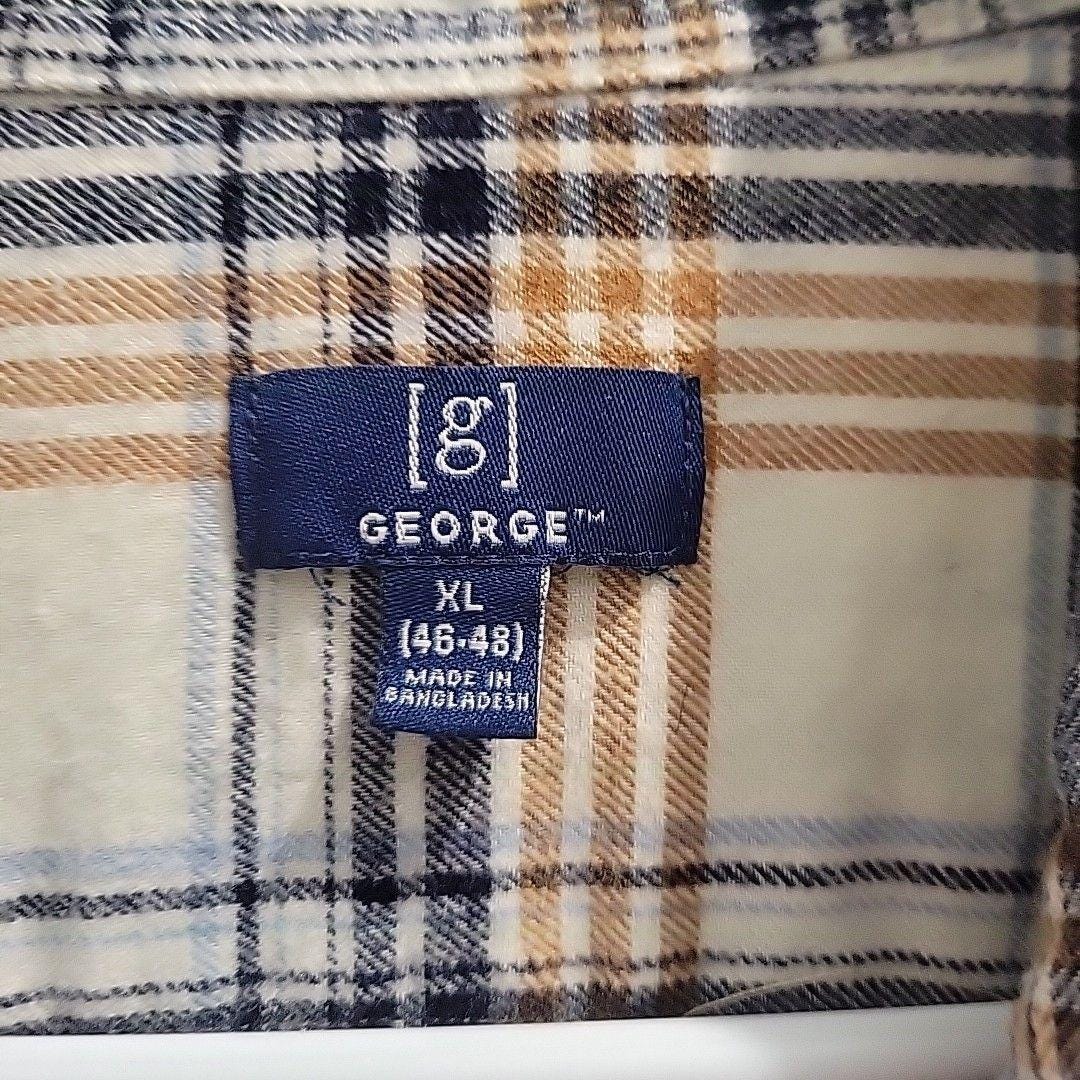 [g]
GEORGE™
XL
(46-48)
MADE IN
BANGLADESH